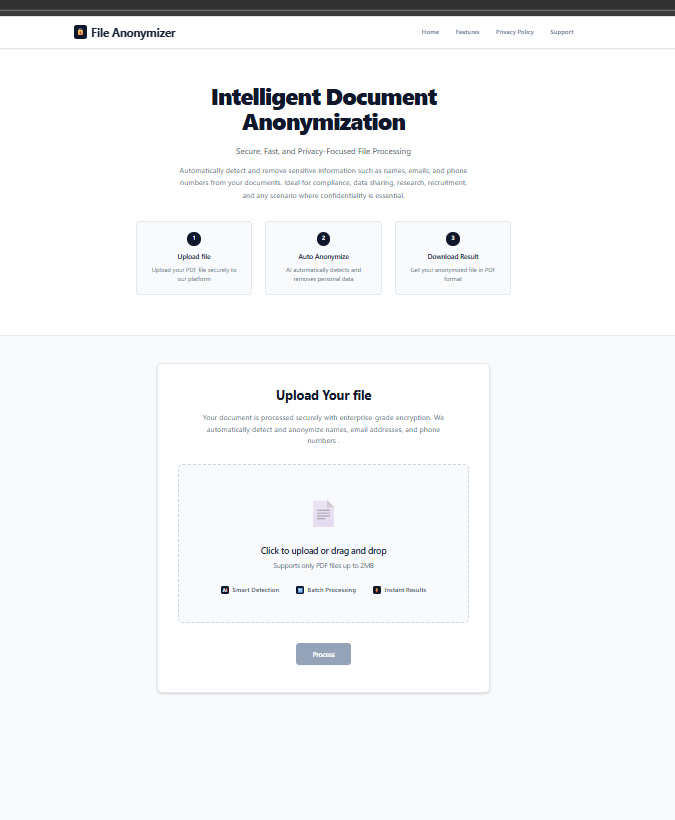 File Anonymizer
Home Features Privacy Policy Support
Intelligent Document
Anonymization
Secure, Fast, and Privacy-Focused File Processing
Automatically detect and remove sensitive information such as names, emails, and phone
numbers from your documents. Ideal for compliance, data sharing, research, recruitment,
and any scenario where confidentiality is essential.
1
Upload file
Upload your PDF file securely to
our platform
2
Auto Anonymize
AI automatically detects and
removes personal data
3
Download Result
Get your anonymized file in PDF
format
Upload Your file
Your document is processed securely with enterprise-grade encryption. We
automatically detect and anonymize names, email addresses, and phone
numbers .
Click to upload or drag and drop
Supports only PDF files up to 2MB
AI Smart Detection Batch Processing Instant Results
Process